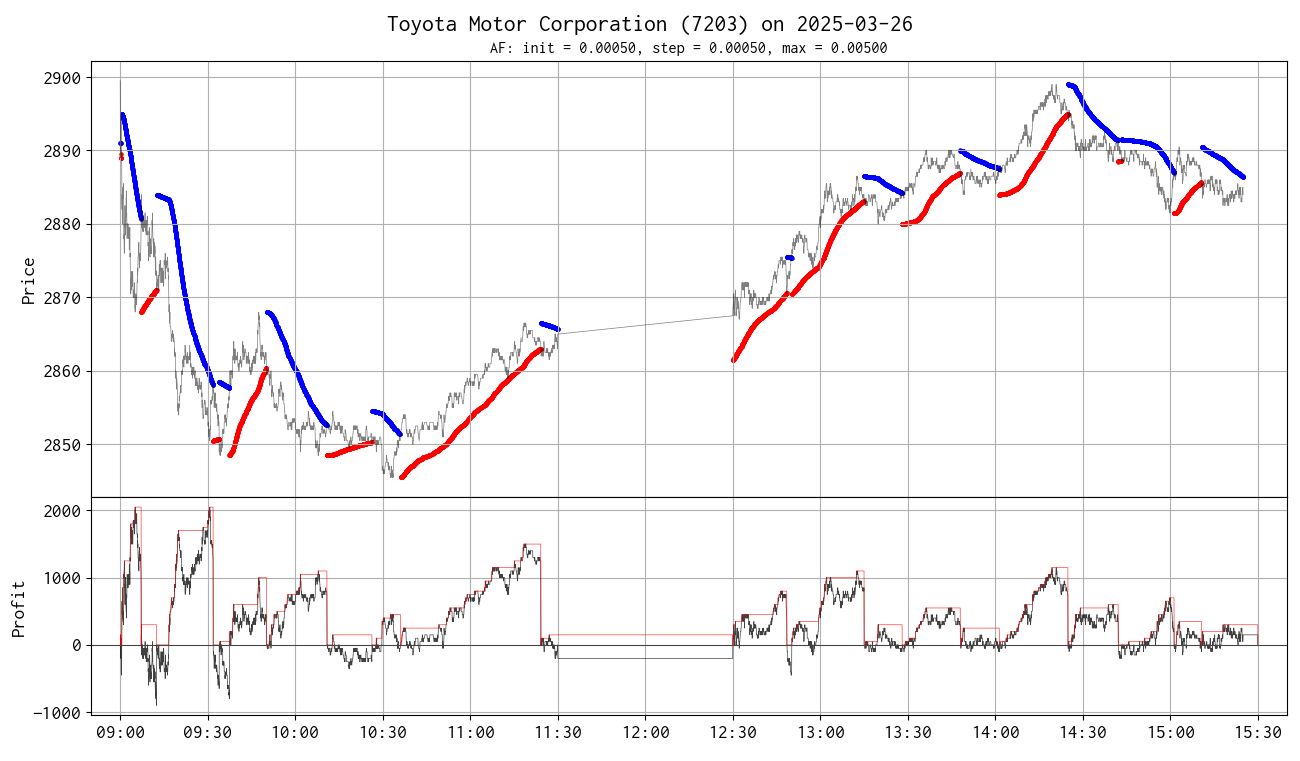 Toyota Motor Corporation (7203) on 2025-03-26
AF: init = 0.00050, step = 0.00050, max = 0.00500
Price
2900
2890
2880
2870
2860
2850
Profit
2000
1000
0
−1000
09:00 09:30 10:00 10:30 11:00 11:30 12:00 12:30 13:00 13:30 14:00 14:30 15:00 15:30